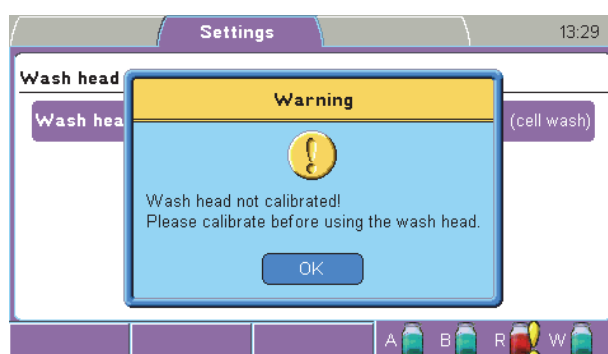 Settings
13:29
Wash head
Warning
Wash hea
(cell wash)
Wash head not calibrated!
Please calibrate before using the wash head.
OK
A B R W